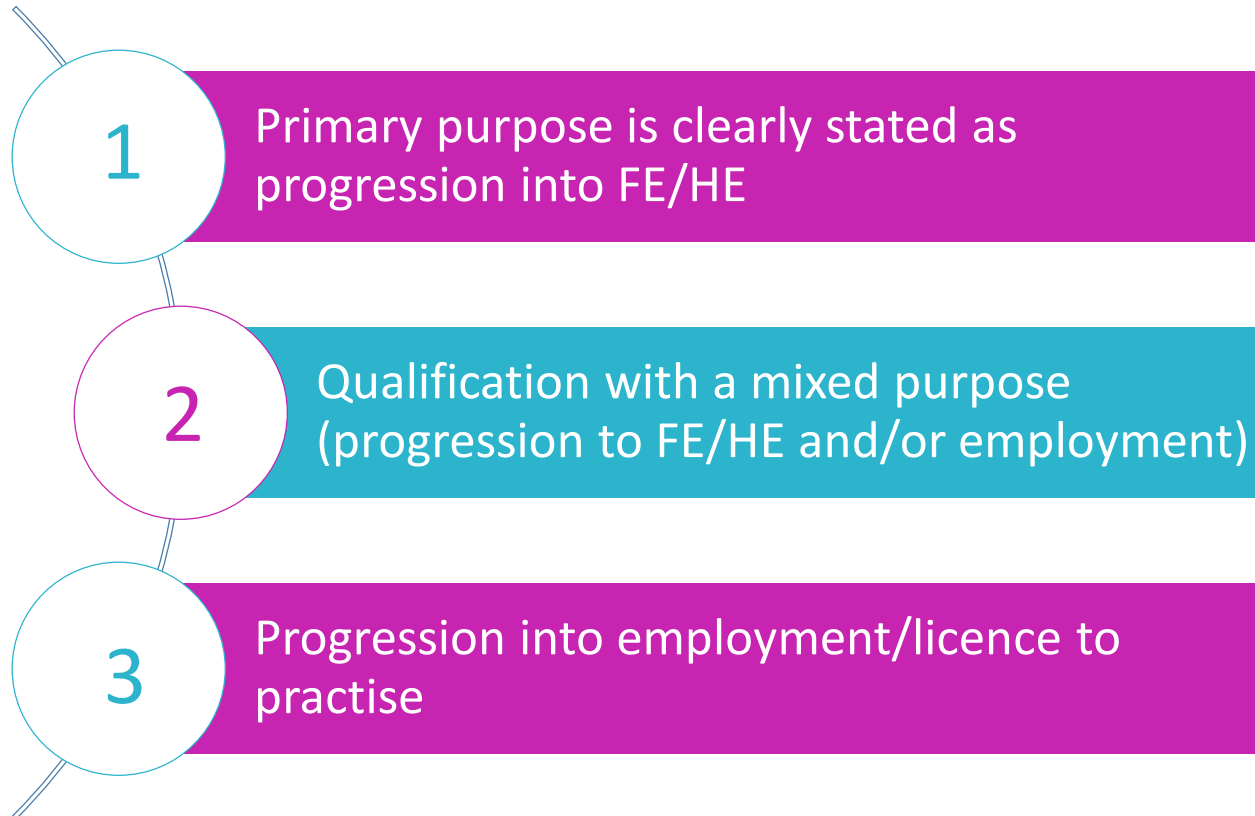 1
Primary purpose is clearly stated as
progression into FE/HE
2
Qualification with a mixed purpose
(progression to FE/HE and/or employment)
3
Progression into employment/licence to
practise